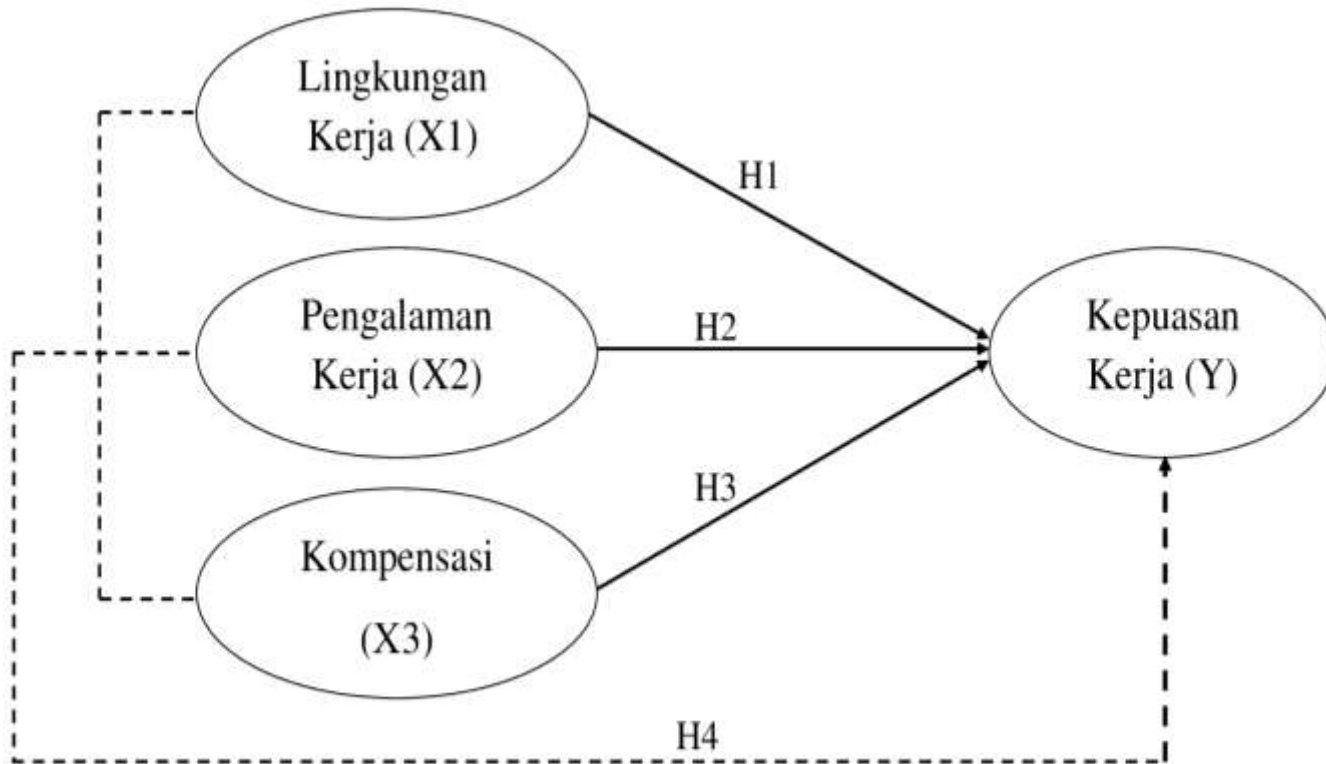 Lingkungan
Kerja (X1)
H1
Pengalaman
Kerja (X2)
H2
Kepuasan
Kerja (Y)
H3
Kompensasi
(X3)
H4